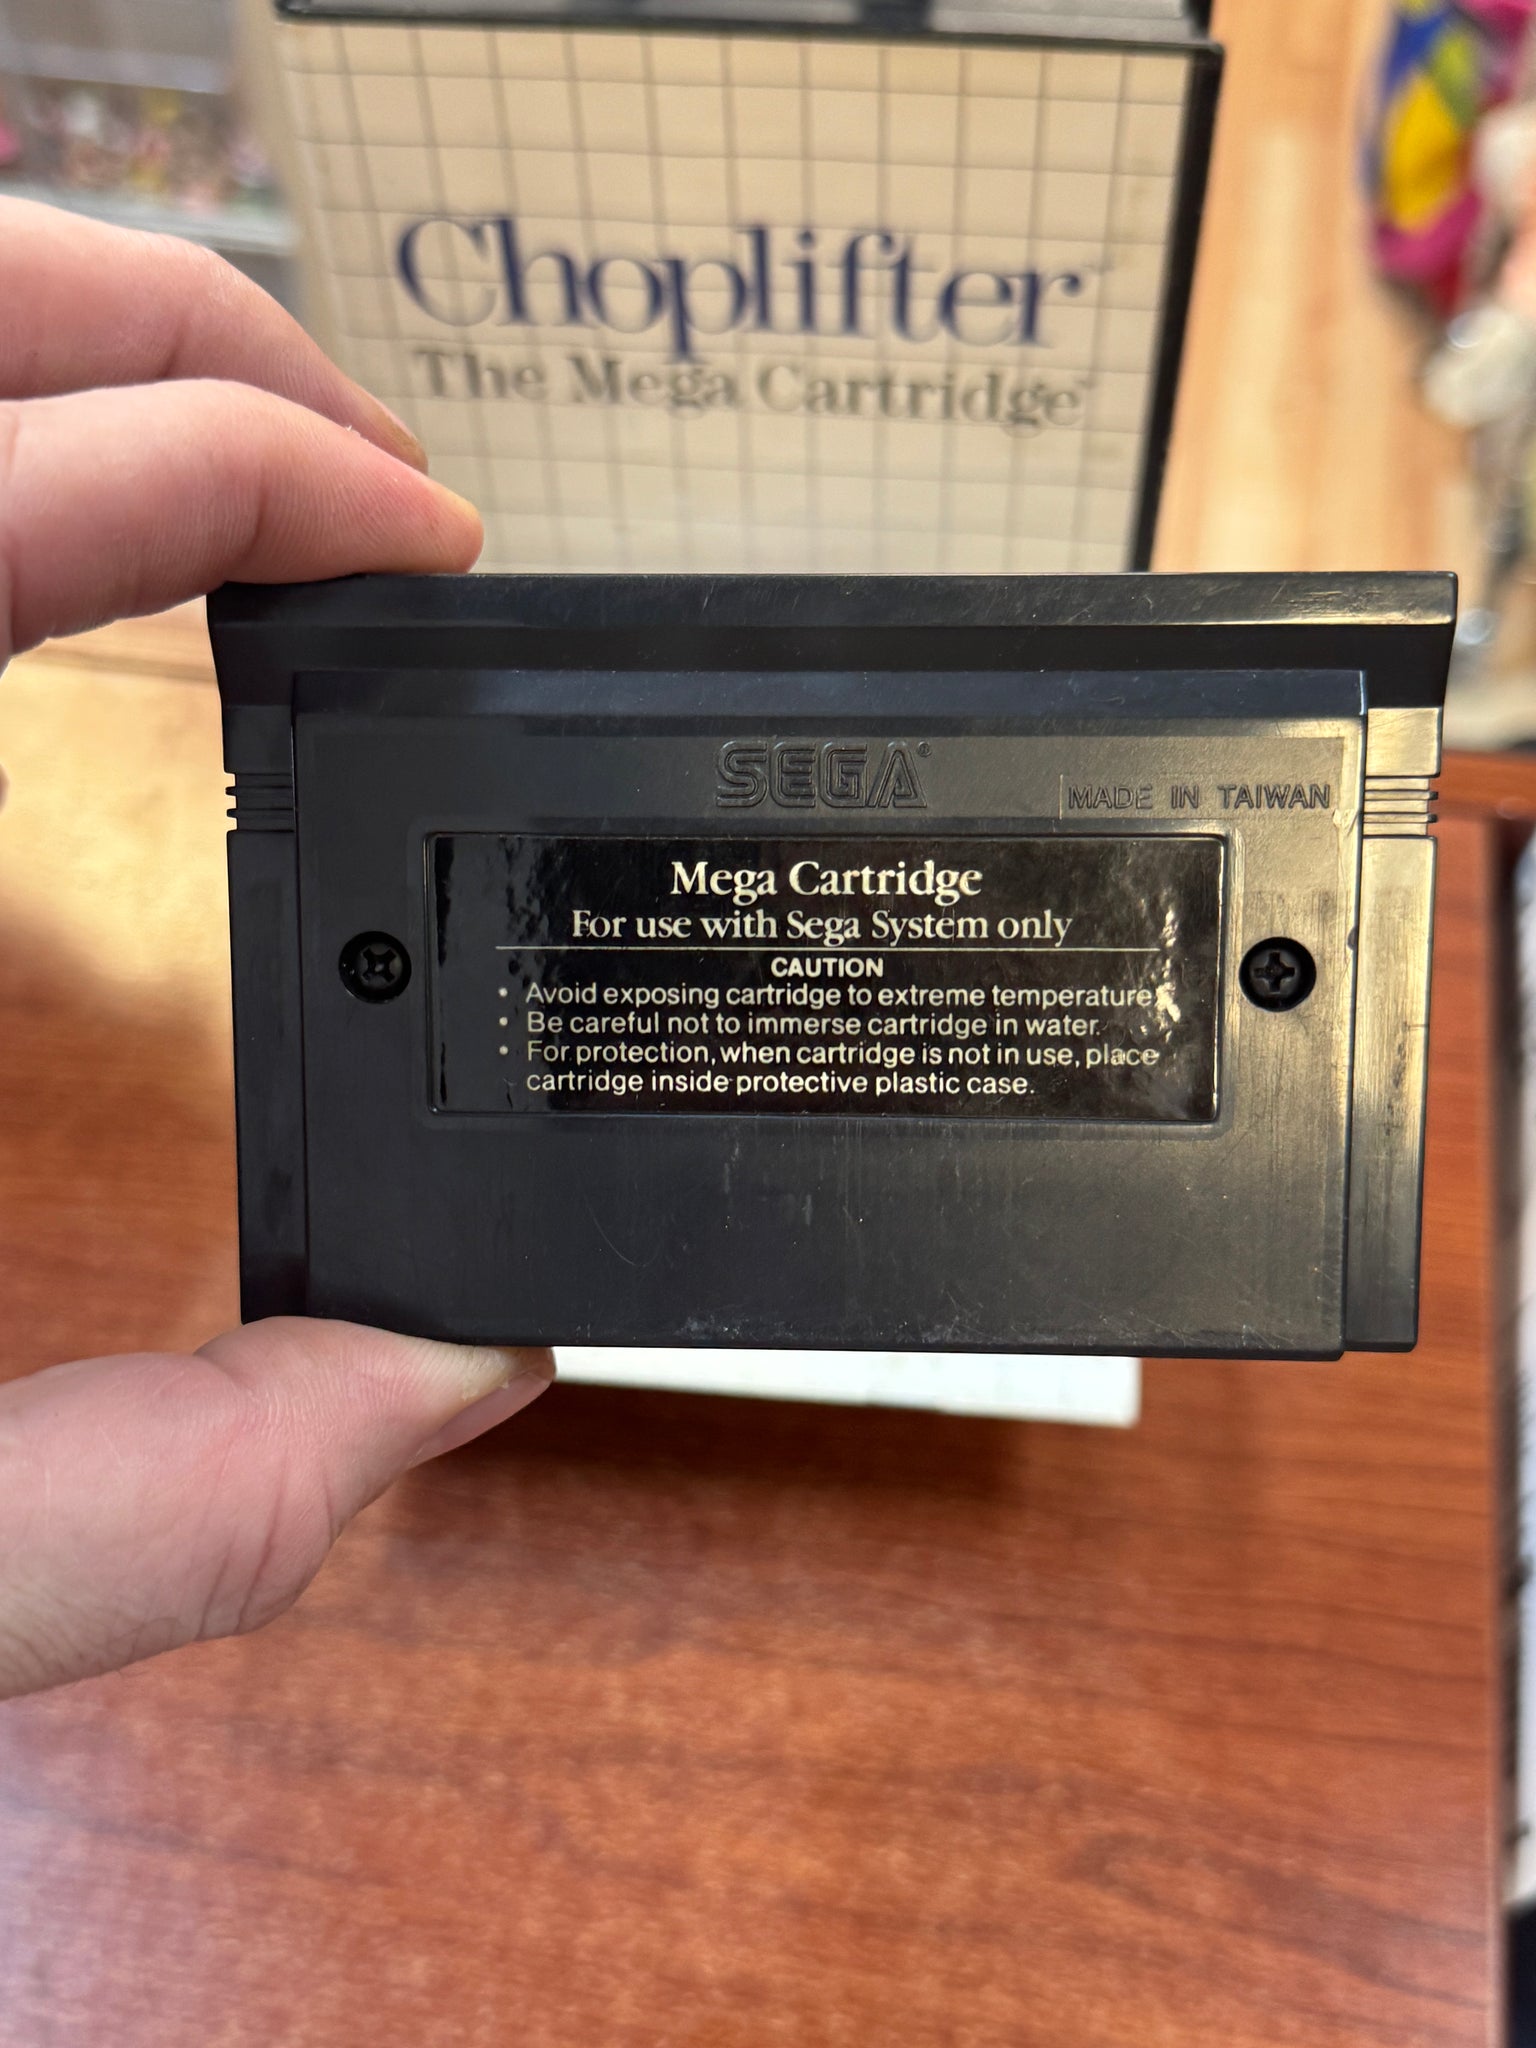 Choplifter™
The Mega Cartridge™
SEGA®
MADE IN TAIWAN
Mega Cartridge
For use with Sega System only
CAUTION
• Avoid exposing cartridge to extreme temperature.
• Be careful not to immerse cartridge in water.
• For protection, when cartridge is not in use, place
cartridge inside protective plastic case.